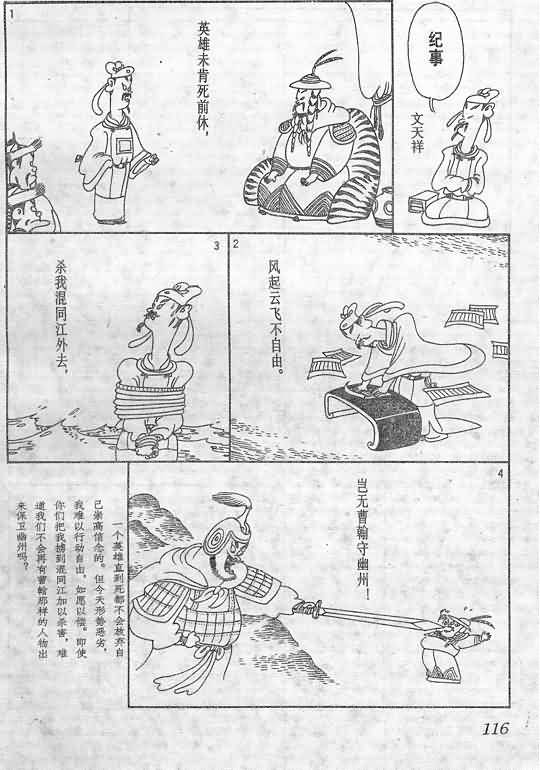 纪事
文天祥
1
英雄未肯死前休，
2
风起云飞不自由。
3
杀我混同江外去，
4
岂无曹翰守幽州！
一个英雄直到死都不会放弃自
己崇高信念的。但今天形势恶劣，
我难以行动自由，如愿以偿。即使
你们把我掳到混同江加以杀害，难
道我们不会再有曹翰那样的人物出
来保卫幽州吗？
116